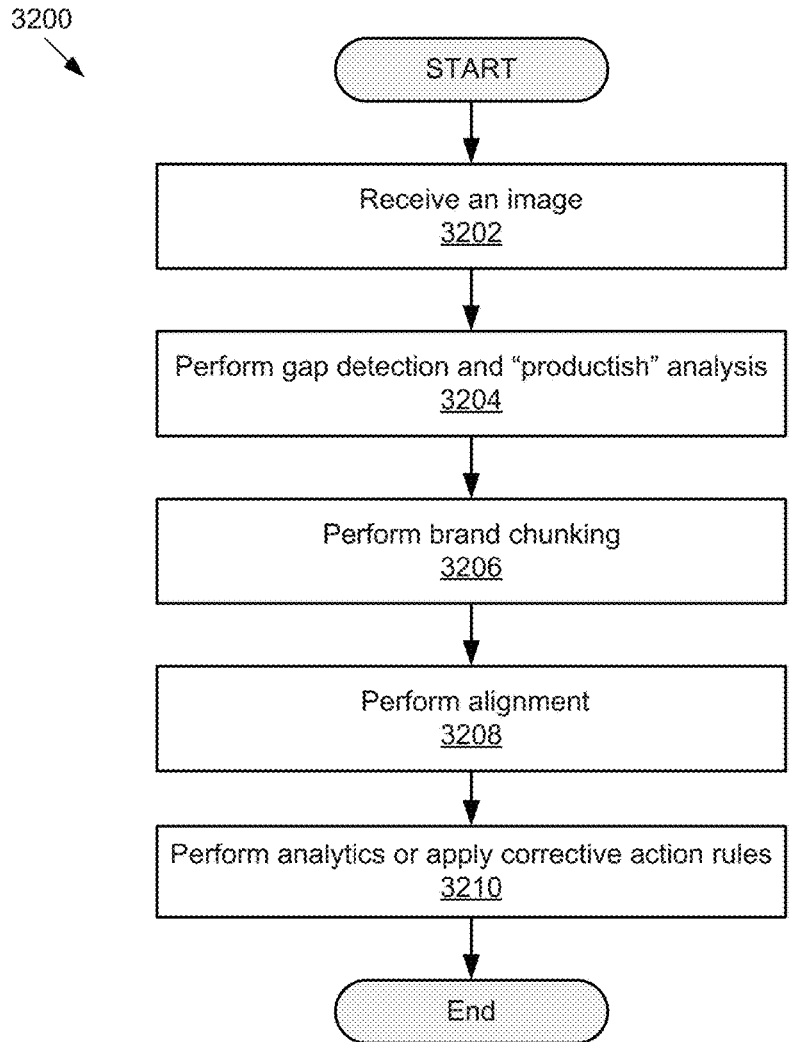 3200
START
Receive an image
3202
Perform gap detection and “productish” analysis
3204
Perform brand chunking
3206
Perform alignment
3208
Perform analytics or apply corrective action rules
3210
End